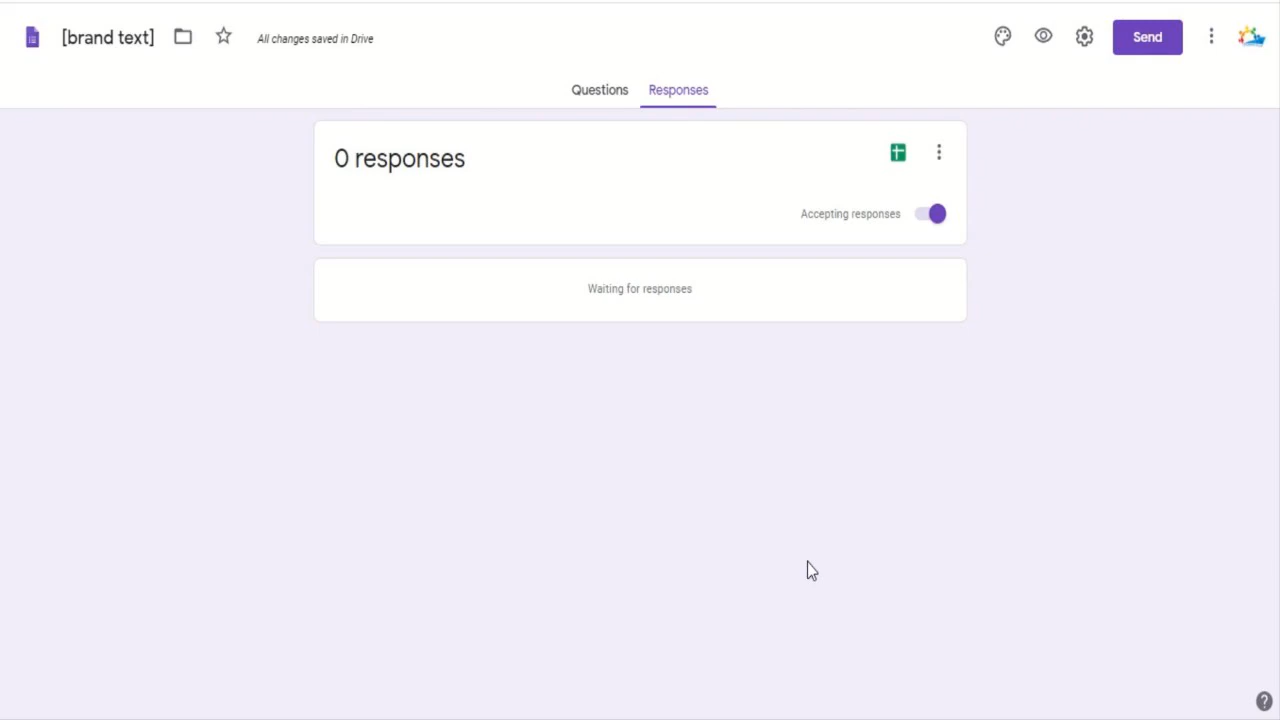 [brand text]
All changes saved in Drive
Send
Questions
Responses
0 responses
Accepting responses
Waiting for responses